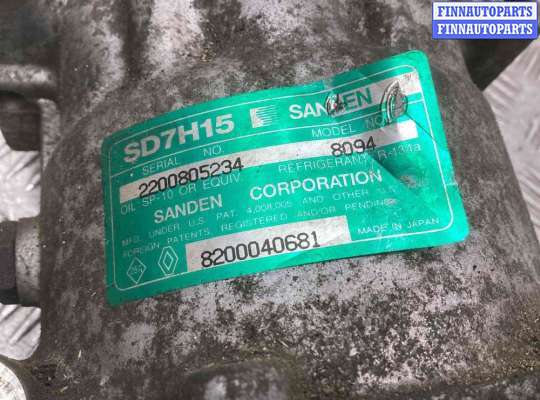 FINNAUTOPARTS
FINNAUTOPARTS
SD7H15 SANDEN
SERIAL NO. MODEL NO.
2200805234 8094
OIL SP-10 OR EQUIV. REFRIGERANT R-134a
SANDEN CORPORATION
MFG. UNDER U.S. PAT. 4,008,005 AND OTHER U.S.
FOREIGN PATENTS, REGISTERED AND/OR PENDING
8200040681 MADE IN JAPAN